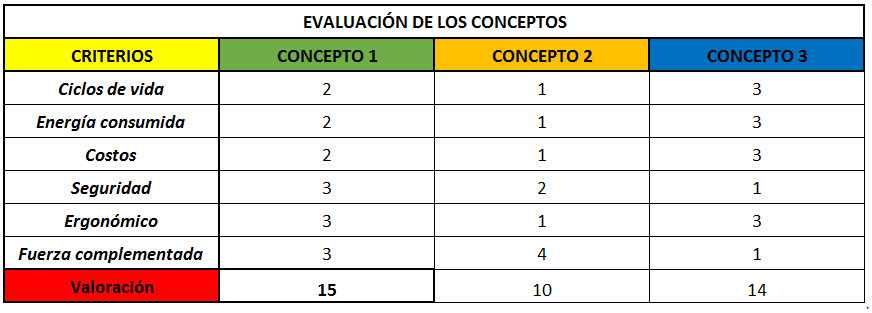 EVALUACIÓN DE LOS CONCEPTOS
CRITERIOS CONCEPTO 1 CONCEPTO 2 CONCEPTO 3
Ciclos de vida 2 1 3
Energía consumida 2 1 3
Costos 2 1 3
Seguridad 3 2 1
Ergonómico 3 1 3
Fuerza complementada 3 4 1
Valoración 15 10 14
.